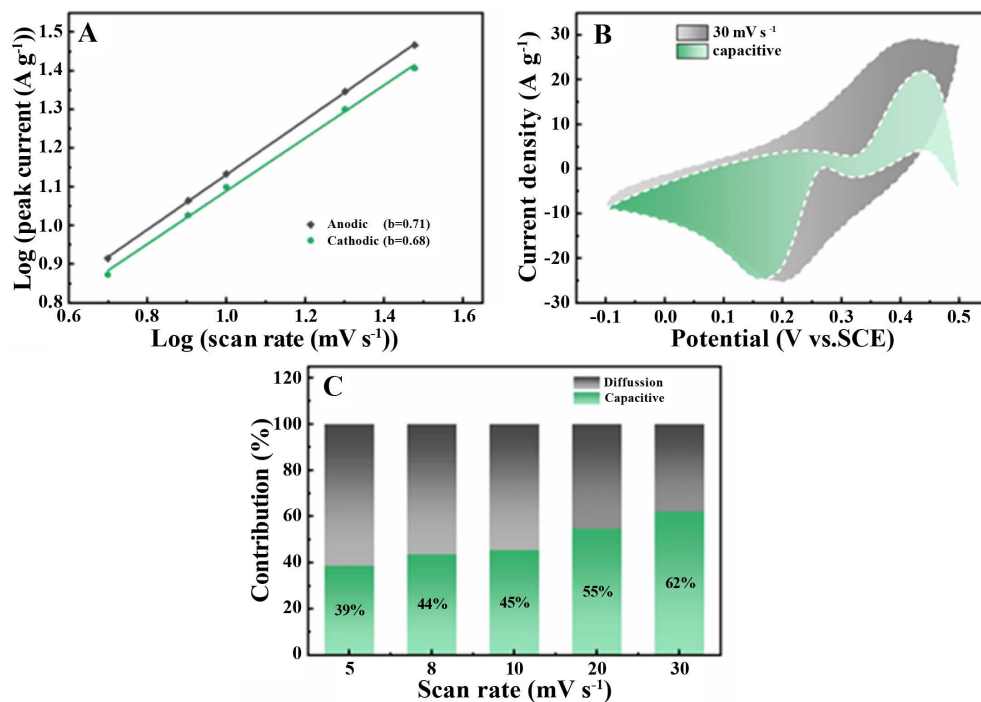 A
Log (peak current (A g⁻¹))
1.5
1.4
1.3
1.2
1.1
1.0
0.9
0.8
Anodic (b=0.71)
Cathodic (b=0.68)
0.6 0.8 1.0 1.2 1.4 1.6
Log (scan rate (mV s⁻¹))
B
30 mV s⁻¹
capacitive
Current density (A g⁻¹)
30
20
10
0
-10
-20
-30
-0.1 0.0 0.1 0.2 0.3 0.4 0.5
Potential (V vs.SCE)
C
Diffussion
Capacitive
Contribution (%)
120
100
80
60
40
20
0
39% 44% 45% 55% 62%
5 8 10 20 30
Scan rate (mV s⁻¹)